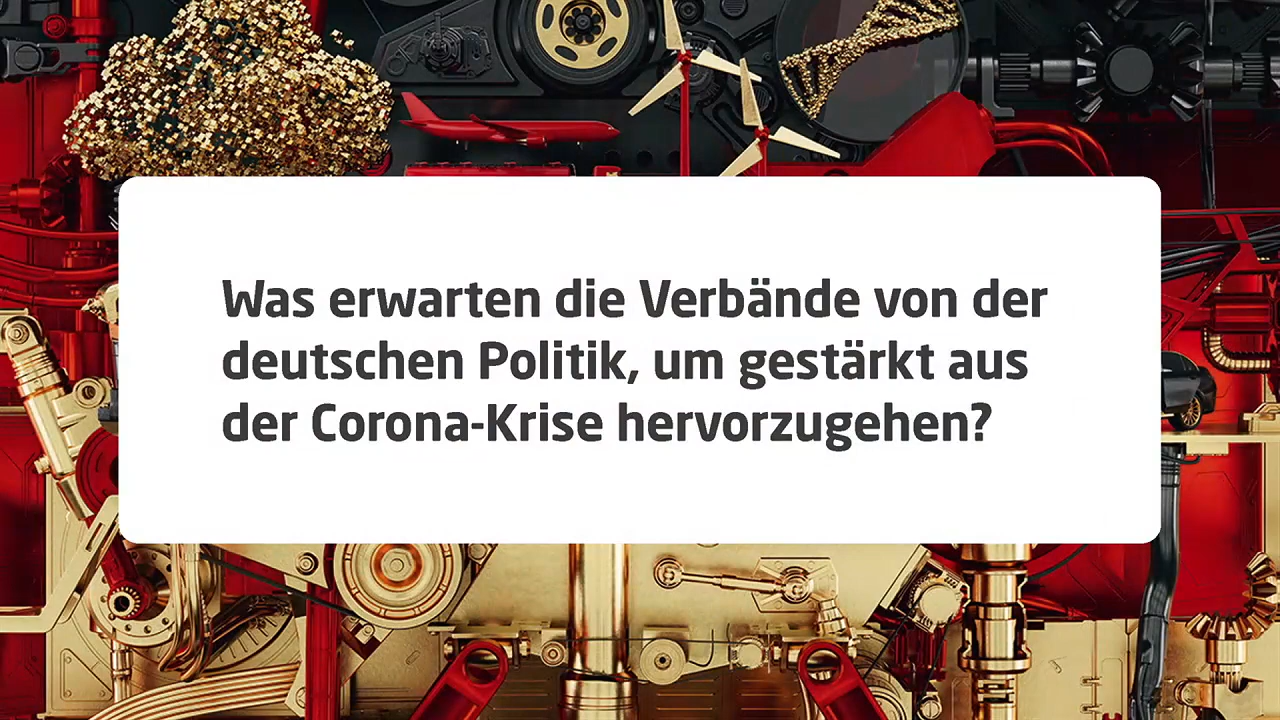 Was erwarten die Verbände von der
deutschen Politik, um gestärkt aus
der Corona-Krise hervorzugehen?